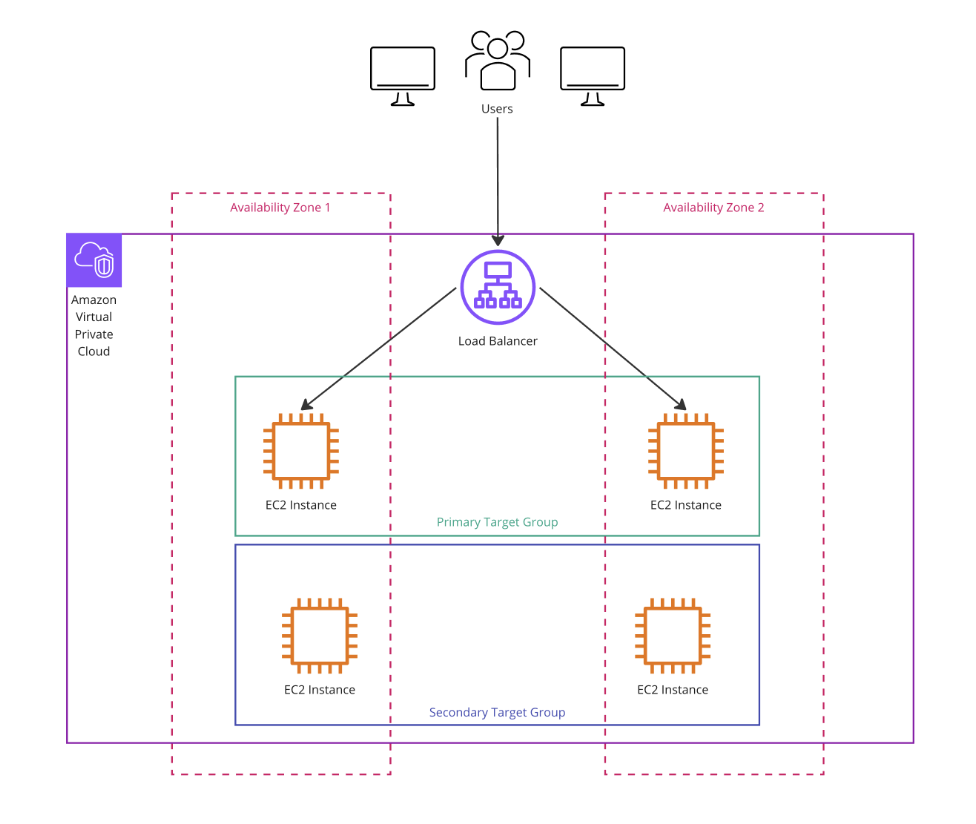 Users
Availability Zone 1
Availability Zone 2
Amazon
Virtual
Private
Cloud
Load Balancer
EC2 Instance
EC2 Instance
Primary Target Group
EC2 Instance
EC2 Instance
Secondary Target Group